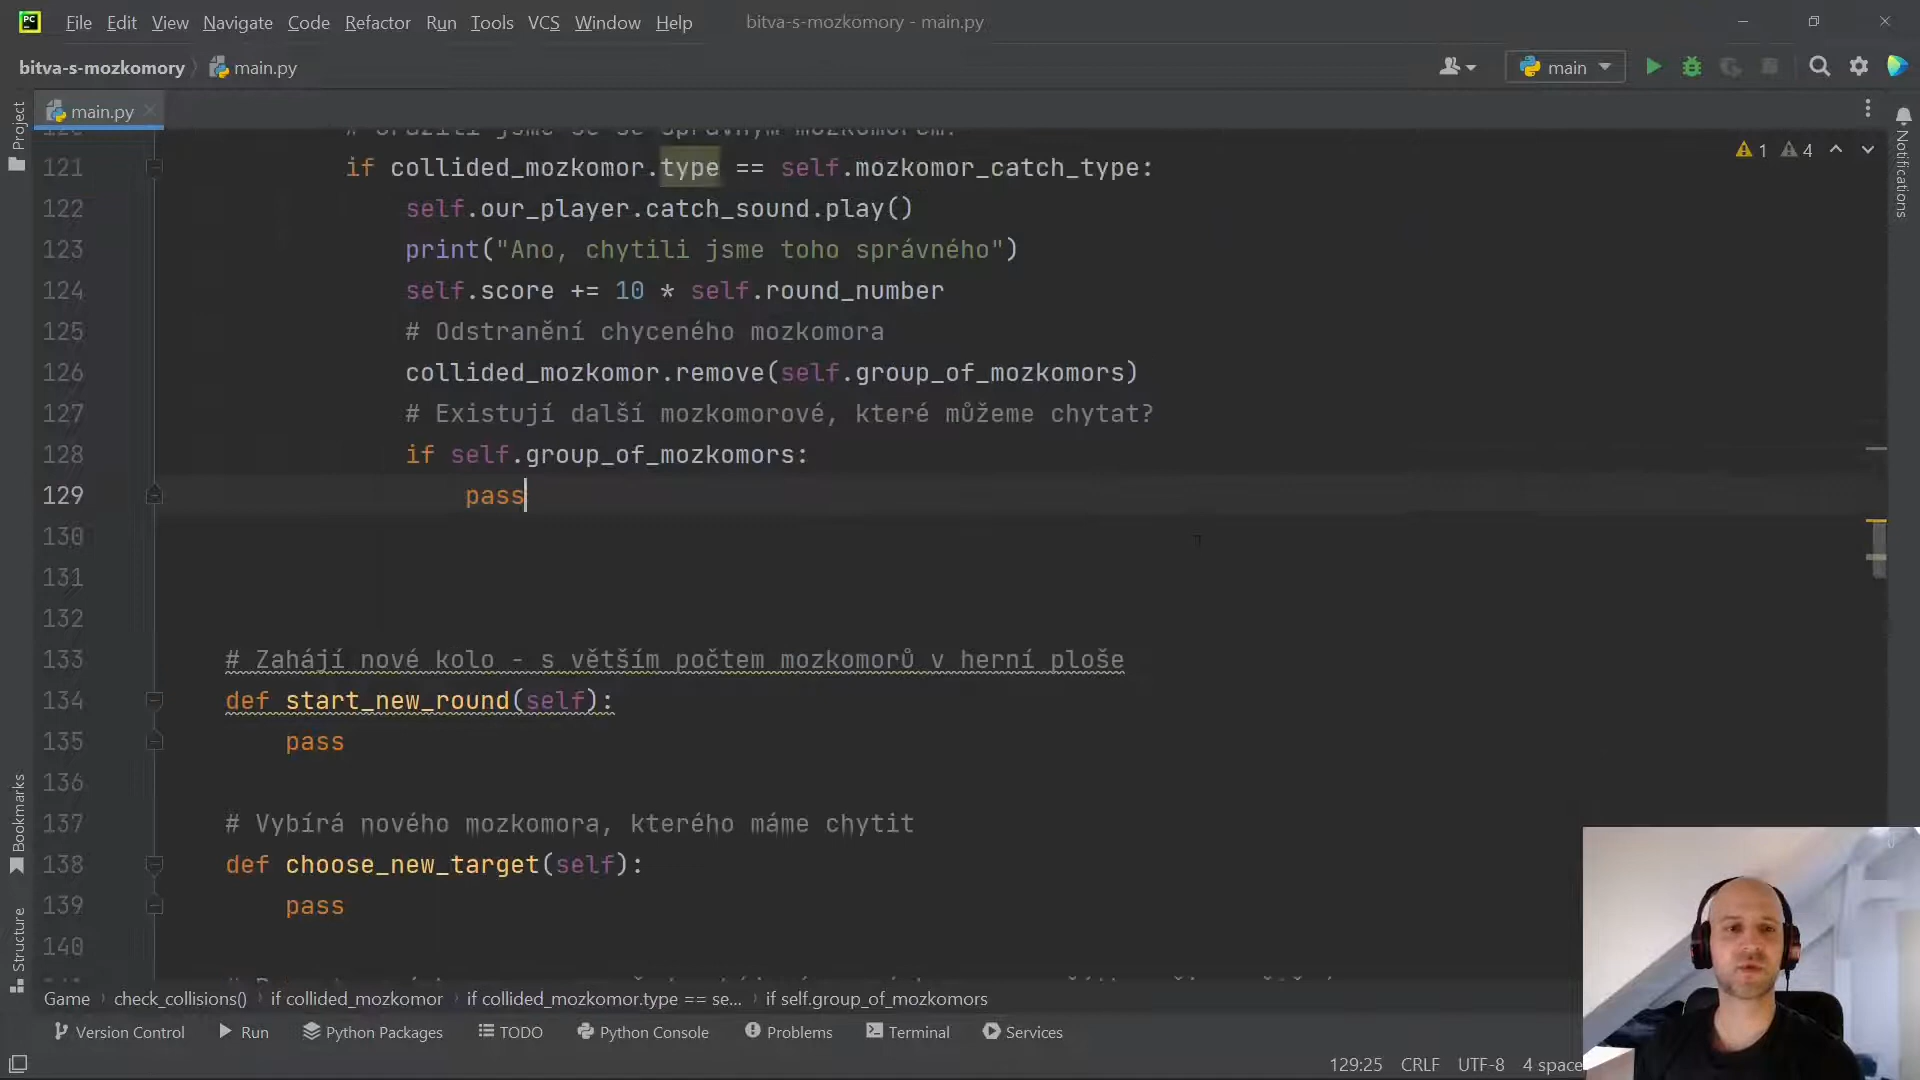 PC File Edit View Navigate Code Refactor Run Tools VCS Window Help bitva-s-mozkomory - main.py
bitva-s-mozkomory main.py main
Project
main.py
Notifications
1 4
121 if collided_mozkomor.type == self.mozkomor_catch_type:
122 self.our_player.catch_sound.play()
123 print("Ano, chytili jsme toho správného")
124 self.score += 10 * self.round_number
125 # Odstranění chyceného mozkomora
126 collided_mozkomor.remove(self.group_of_mozkomors)
127 # Existují další mozkomorové, které můžeme chytat?
128 if self.group_of_mozkomors:
129 pass
130
131
132
133 # Zahájí nové kolo - s větším počtem mozkomorů v herní ploše
134 def start_new_round(self):
135 pass
136
137 # Vybírá nového mozkomora, kterého máme chytit
138 def choose_new_target(self):
139 pass
140
Bookmarks
Structure
Game check_collisions() if collided_mozkomor if collided_mozkomor.type == se... if self.group_of_mozkomors
Version Control Run Python Packages TODO Python Console Problems Terminal Services
129:25 CRLF UTF-8 4 space